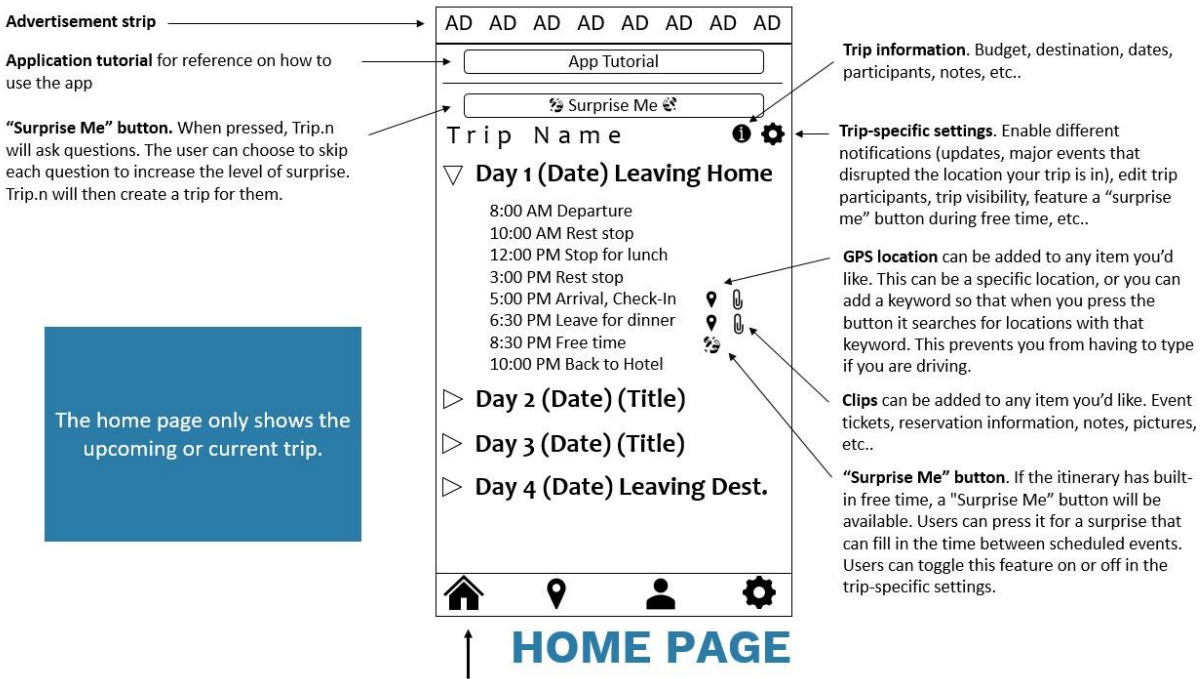 Advertisement strip
Application tutorial for reference on how to
use the app
“Surprise Me” button. When pressed, Trip.n
will ask questions. The user can choose to skip
each question to increase the level of surprise.
Trip.n will then create a trip for them.
The home page only shows the
upcoming or current trip.
AD AD AD AD AD AD AD AD
App Tutorial
Surprise Me
Trip Name
Day 1 (Date) Leaving Home
8:00 AM Departure
10:00 AM Rest stop
12:00 PM Stop for lunch
3:00 PM Rest stop
5:00 PM Arrival, Check-In
6:30 PM Leave for dinner
8:30 PM Free time
10:00 PM Back to Hotel
Day 2 (Date) (Title)
Day 3 (Date) (Title)
Day 4 (Date) Leaving Dest.
HOME PAGE
Trip information. Budget, destination, dates,
participants, notes, etc..
Trip-specific settings. Enable different
notifications (updates, major events that
disrupted the location your trip is in), edit trip
participants, trip visibility, feature a “surprise
me” button during free time, etc..
GPS location can be added to any item you’d
like. This can be a specific location, or you can
add a keyword so that when you press the
button it searches for locations with that
keyword. This prevents you from having to type
if you are driving.
Clips can be added to any item you’d like. Event
tickets, reservation information, notes, pictures,
etc..
“Surprise Me” button. If the itinerary has built-
in free time, a "Surprise Me” button will be
available. Users can press it for a surprise that
can fill in the time between scheduled events.
Users can toggle this feature on or off in the
trip-specific settings.